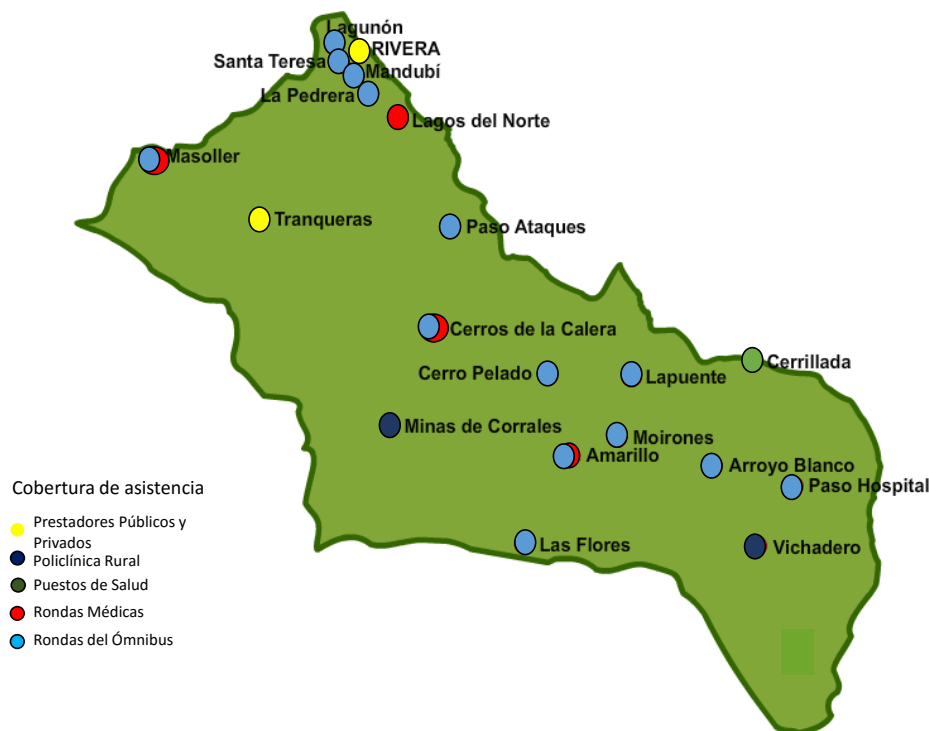 Lagunón
RIVERA
Santa Teresa
Mandubí
La Pedrera
Lagos del Norte
Masoller
Tranqueras
Paso Ataques
Cerros de la Calera
Cerrillada
Cerro Pelado
Lapuente
Minas de Corrales
Moirones
Amarillo
Arroyo Blanco
Paso Hospital
Las Flores
Vichadero
Cobertura de asistencia
Prestadores Públicos y
Privados
Policlínica Rural
Puestos de Salud
Rondas Médicas
Rondas del Ómnibus